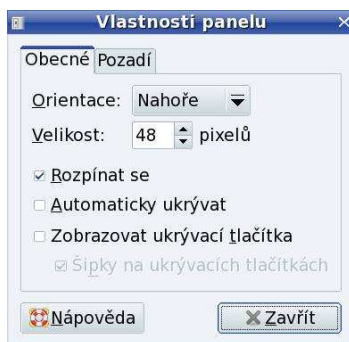 Vlastnosti panelu
Obecné Pozadí
Orientace: Nahoře
Velikost: 48 pixelů
Rozpínat se
Automaticky ukrývat
Zobrazovat ukrývací tlačítka
Šipky na ukrývacích tlačítkách
Nápověda Zavřít